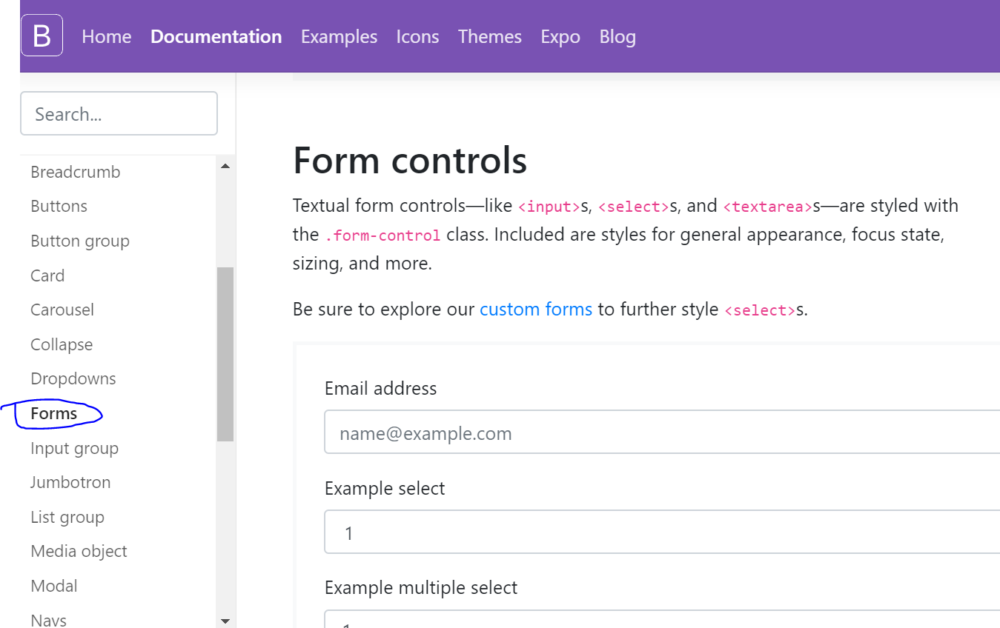 B Home Documentation Examples Icons Themes Expo Blog
Search...
Breadcrumb
Buttons
Button group
Card
Carousel
Collapse
Dropdowns
Forms
Input group
Jumbotron
List group
Media object
Modal
Navs
Form controls
Textual form controls—like <input>s, <select>s, and <textarea>s—are styled with
the .form-control class. Included are styles for general appearance, focus state,
sizing, and more.
Be sure to explore our custom forms to further style <select>s.
Email address
name@example.com
Example select
1
Example multiple select